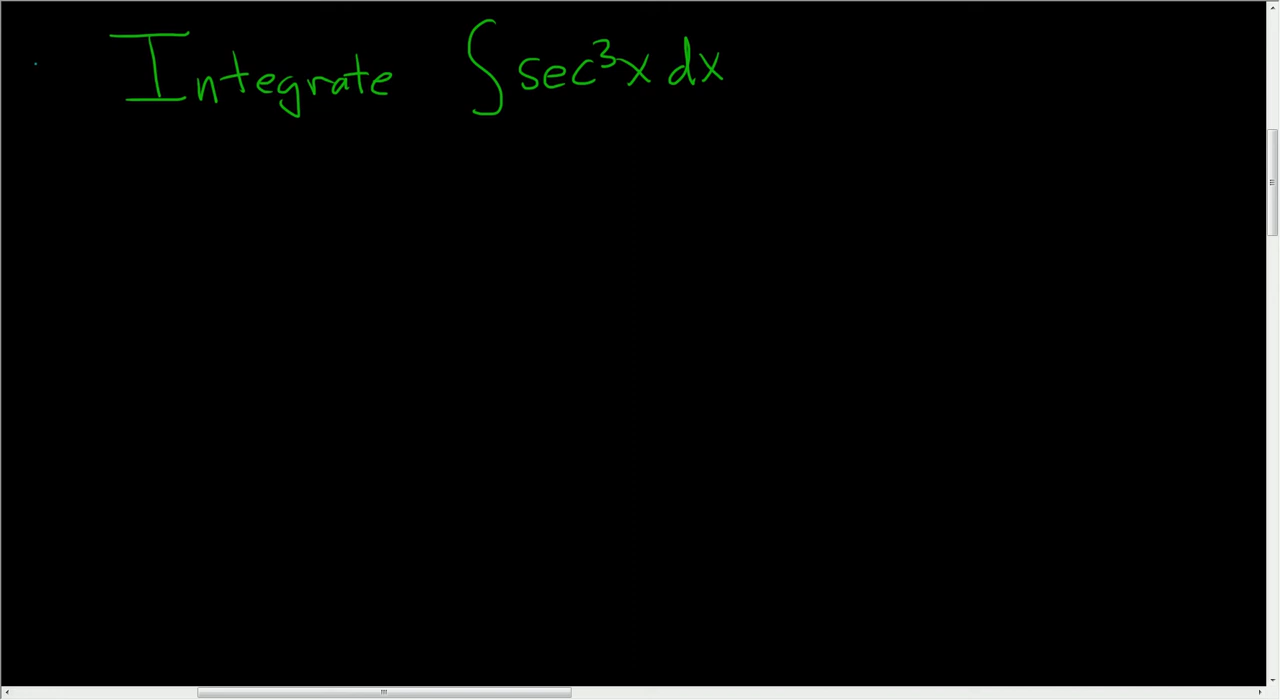 Integrate ∫sec³x dx